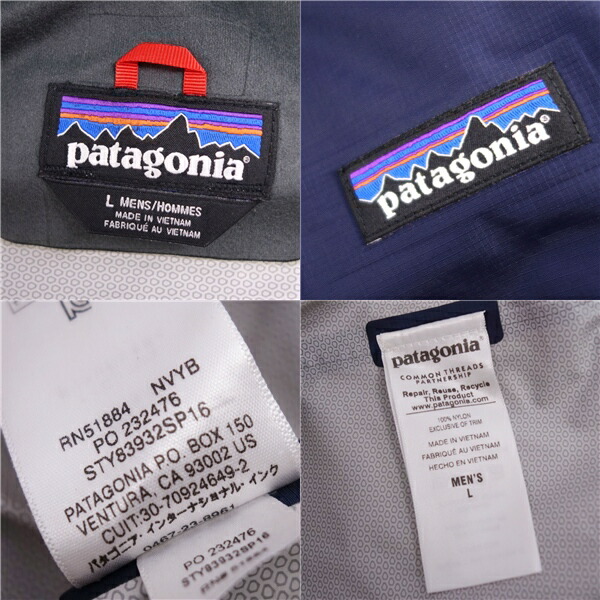 patagonia®
L MENS/HOMMES
MADE IN VIETNAM
FABRIQUÉ AU VIETNAM
patagonia®
RN51884 NVYB
PO 232476
STY83932SP16
PATAGONIA PO. BOX 150
VENTURA, CA 93002 US
CUIT:30-70924649-2
パタゴニア・インターナショナル・インク
PO 232476
STY83932SP16
patagonia®
COMMON THREADS
PARTNERSHIP
Repair, Reuse, Recycle
This Product
www.patagonia.com
100% NYLON
EXCLUSIVE OF TRIM
MADE IN VIETNAM
FABRIQUÉ AU VIETNAM
HECHO EN VIETNAM
MEN'S
L